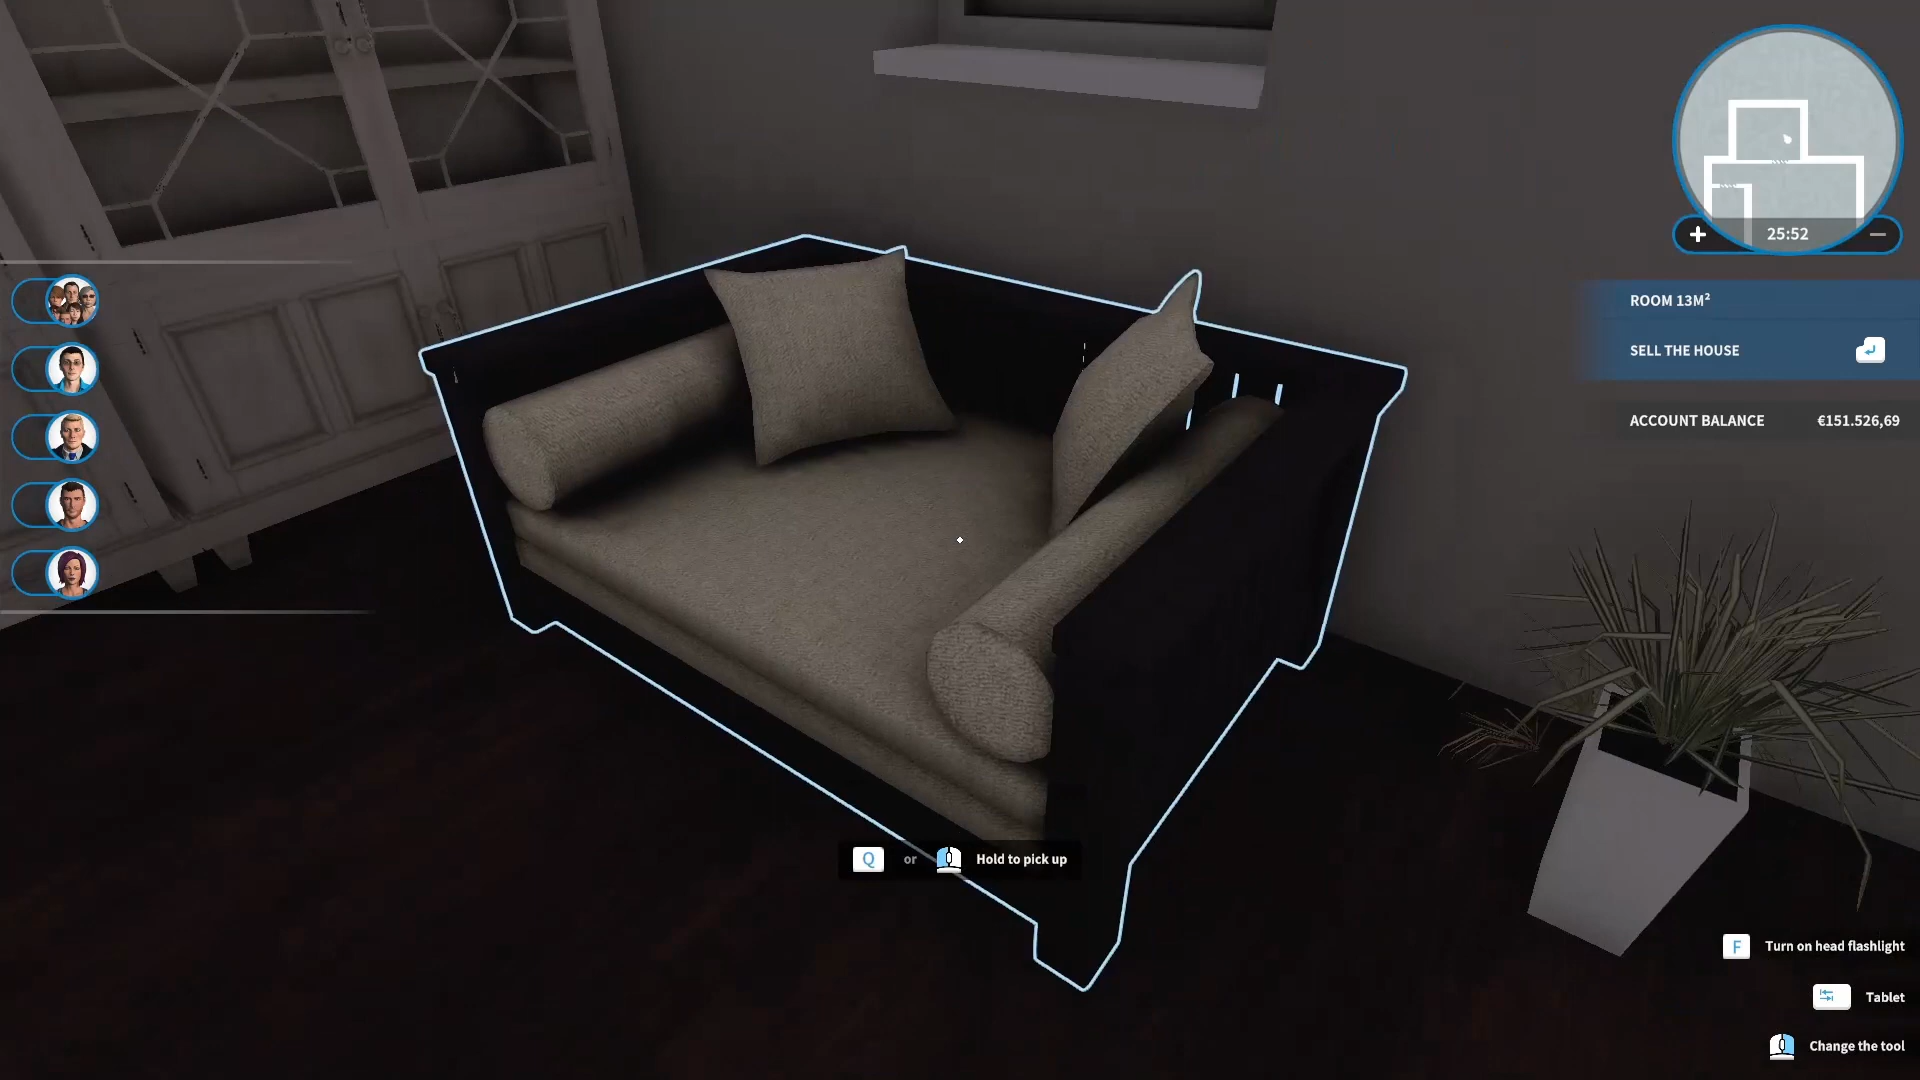 25:52
ROOM 13M²
SELL THE HOUSE
ACCOUNT BALANCE €151.526,69
Q or Hold to pick up
F Turn on head flashlight
Tablet
Change the tool